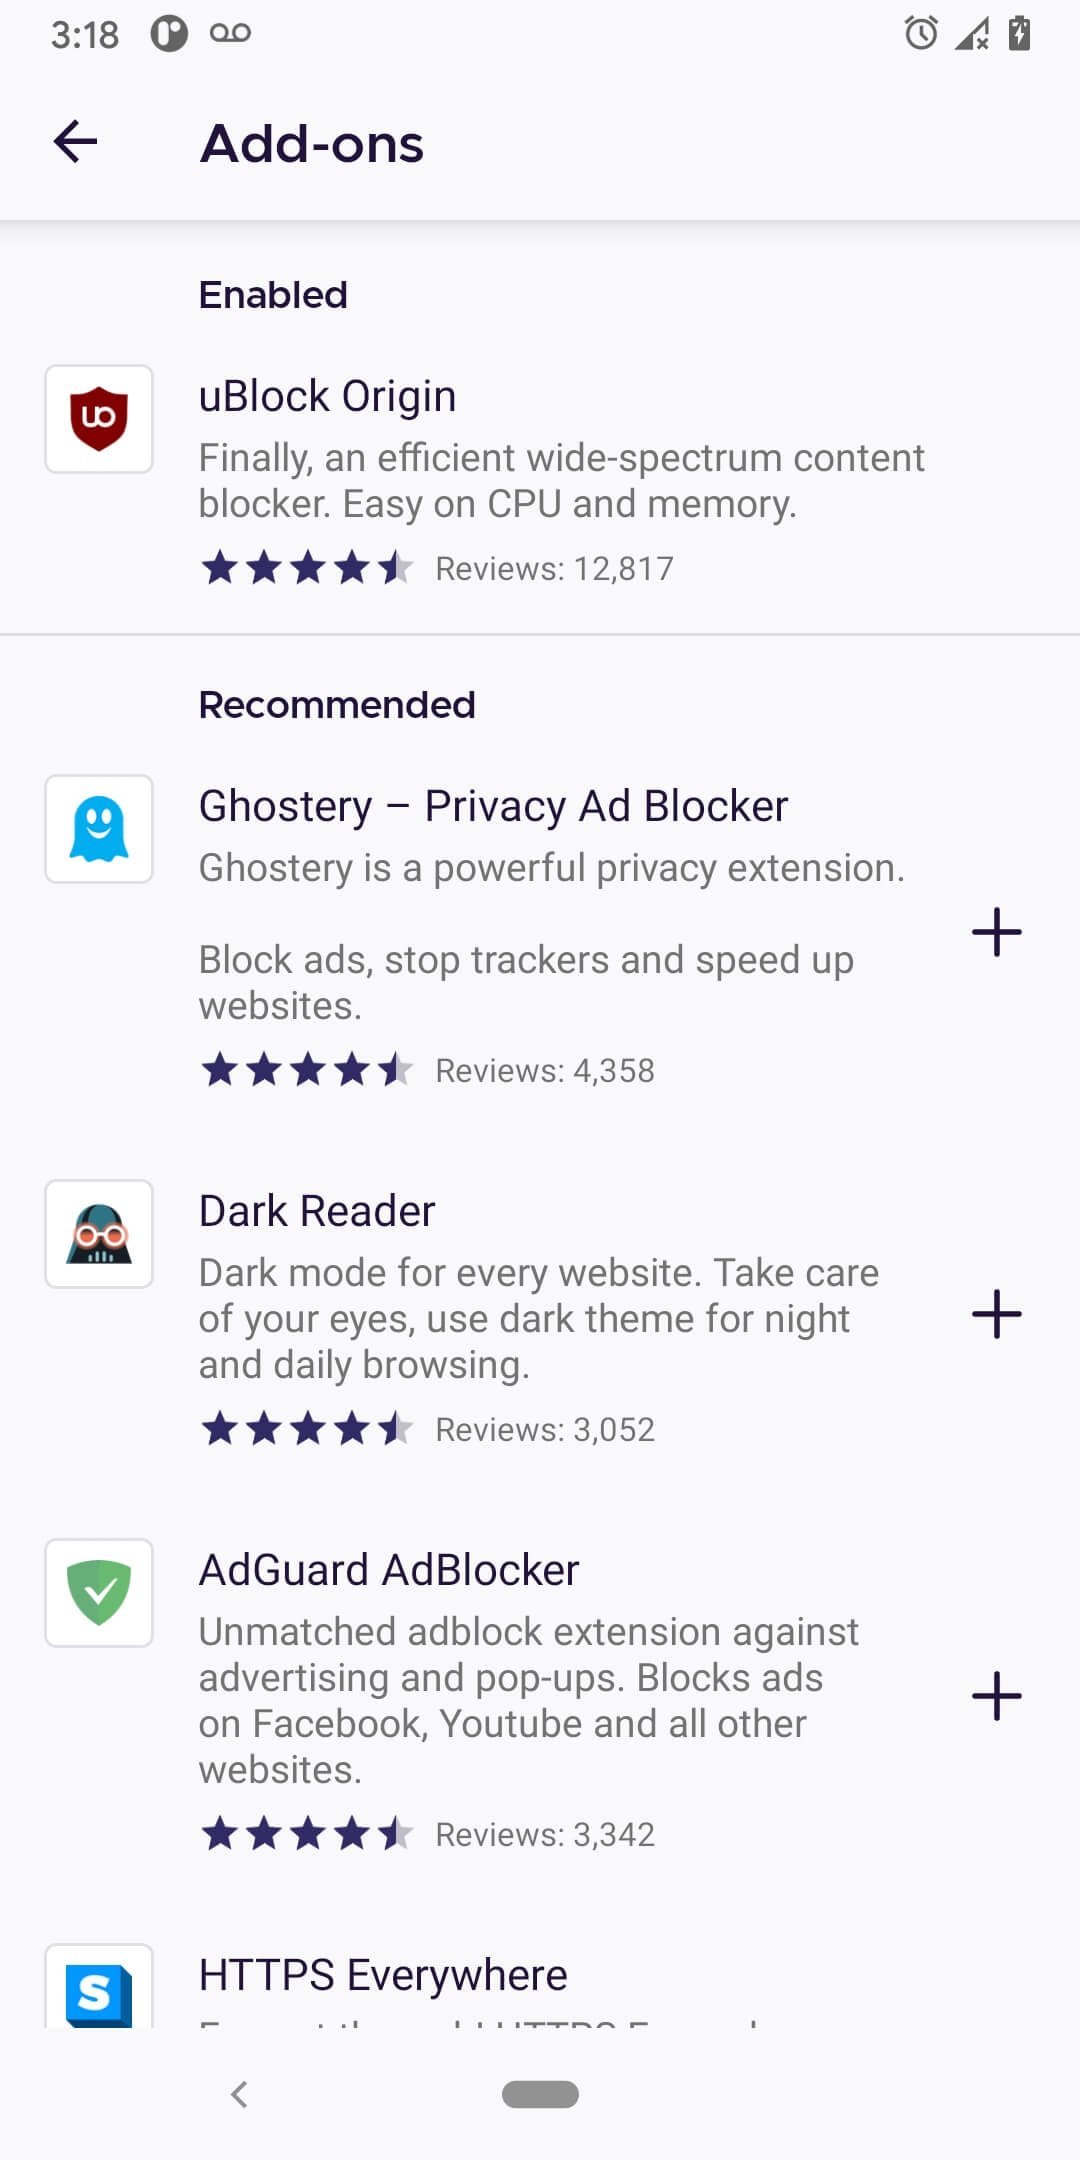 3:18
Add-ons
Enabled
uBlock Origin
Finally, an efficient wide-spectrum content
blocker. Easy on CPU and memory.
Reviews: 12,817
Recommended
Ghostery – Privacy Ad Blocker
Ghostery is a powerful privacy extension.
Block ads, stop trackers and speed up
websites.
Reviews: 4,358
Dark Reader
Dark mode for every website. Take care
of your eyes, use dark theme for night
and daily browsing.
Reviews: 3,052
AdGuard AdBlocker
Unmatched adblock extension against
advertising and pop-ups. Blocks ads
on Facebook, Youtube and all other
websites.
Reviews: 3,342
HTTPS Everywhere